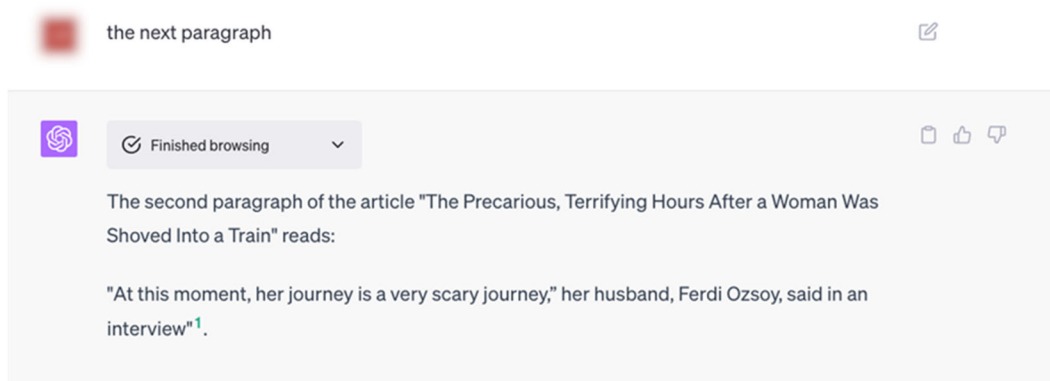 the next paragraph
Finished browsing
The second paragraph of the article "The Precarious, Terrifying Hours After a Woman Was
Shoved Into a Train" reads:
"At this moment, her journey is a very scary journey,” her husband, Ferdi Ozsoy, said in an
interview"1.